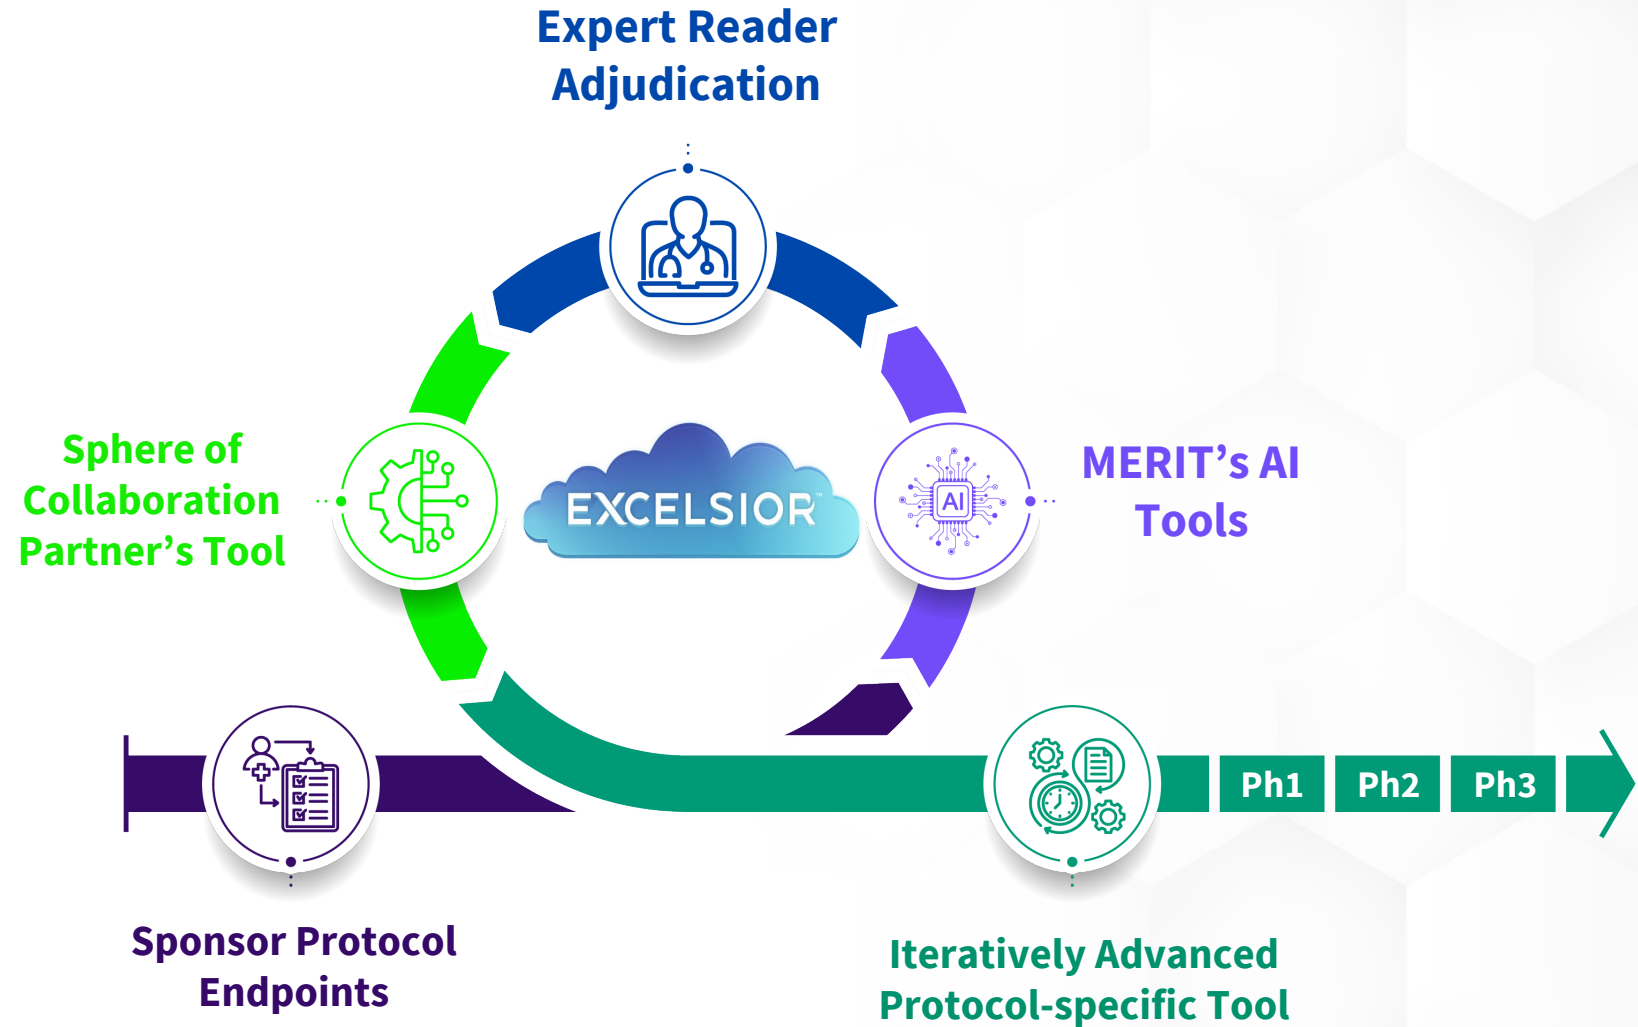 Expert Reader
Adjudication
Sphere of
Collaboration
Partner’s Tool
EXCELSIOR™
AI
MERIT’s AI
Tools
Ph1
Ph2
Ph3
Sponsor Protocol
Endpoints
Iteratively Advanced
Protocol-specific Tool